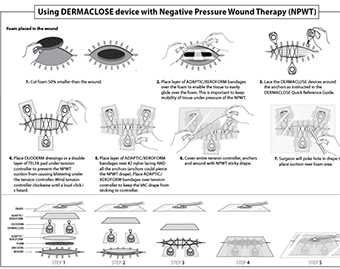 Using DERMACLOSE device with Negative Pressure Wound Therapy (NPWT)
Foam placed in the wound
1. Cut foam 50% smaller than the wound.
2. Place layer of ADAPTIC/XEROFORM bandages
over the foam to enable the tissue to easily
glide over the foam. This is important to keep
mobility of tissue under pressure of the NWPT.
3. Lace the DERMACLOSE devices around
the anchors as instructed in the
DERMACLOSE Quick Reference Guide.
4. Place DUODERM dressings or a double
layer of TELFA pad under tension
controller to prevent the NPWT
suction from causing blistering under
the tension controller. Wind tension
controller clockwise until a loud click i
s heard.
5. Place layer of ADAPTIC/XEROFORM
bandages over #2 nylon lacing AND
all the anchors (anchors could pierce
the NPWT drape). Place ADAPTIC/
XEROFORM bandages over tension
controller to keep the VAC drape from
sticking to controller.
6. Cover entire tension controller, anchors
and wound with NPWT sticky drape.
7. Surgeon will poke hole in drape t
place suction over foam area.
DRAPE
ADAPTIC/
XEROFORM
DUODERM
DERMACLOSE
ADAPTIC/
XEROFORM
FOAM
WOUND
STEP 1
STEP 2
STEP 3
STEP 4
STEP 5